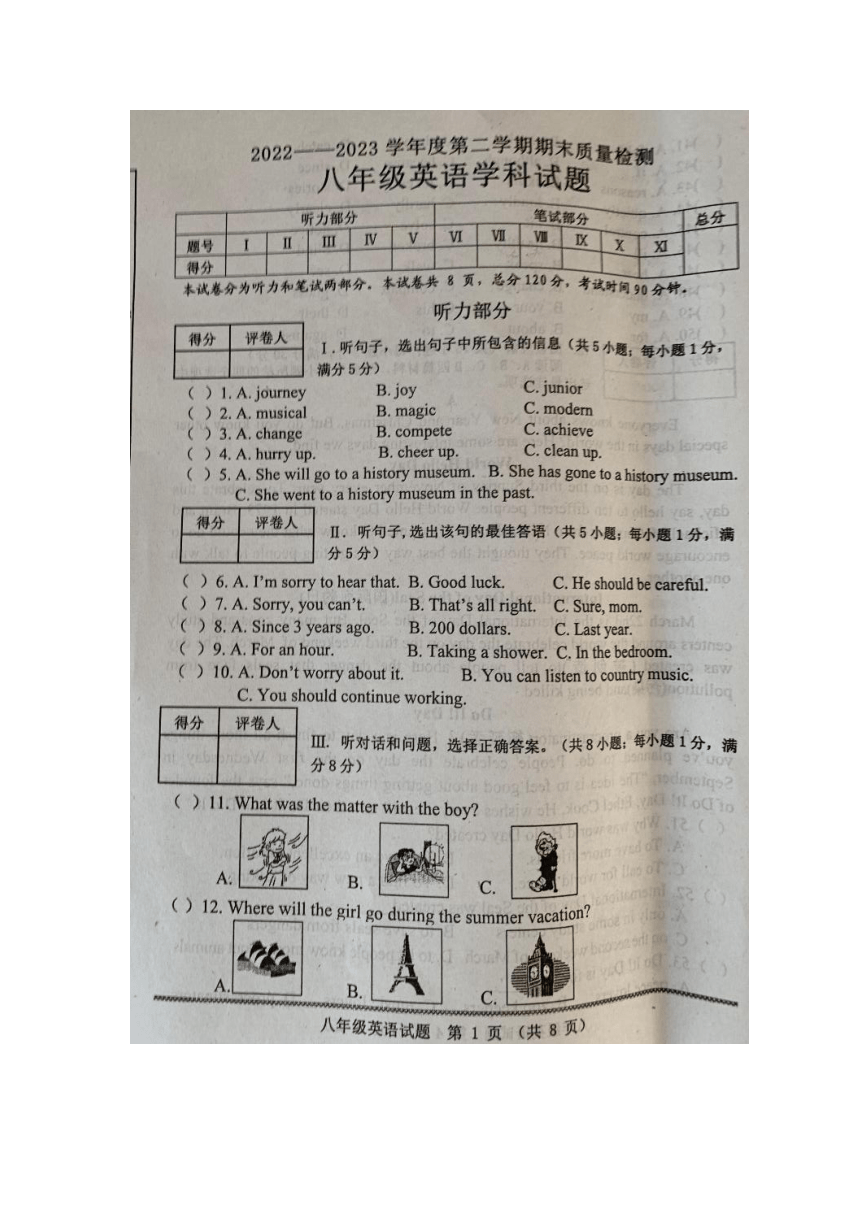 2022——2023 学年度第二学期期末质量检测
八年级英语学科试题
听力部分 笔试部分 总分
题号 I II III IV V VI VII VIII IX X XI
得分
本试卷分为听力和笔试两部分。本试卷共 8 页，总分120分，考试时间90分钟。
听力部分
得分 评卷人
I.听句子，选出句子中所包含的信息（共5小题；每小题1分，
满分5分）
( ) 1. A. journey B. joy C. junior
( ) 2. A. musical B. magic C. modern
( ) 3. A. change B. compete C. achieve
( ) 4. A. hurry up. B. cheer up. C. clean up.
( ) 5. A. She will go to a history museum. B. She has gone to a history museum.
C. She went to a history museum in the past.
得分 评卷人
II. 听句子,选出该句的最佳答语（共5小题；每小题1分，满
分5分）
( ) 6. A. I'm sorry to hear that. B. Good luck. C. He should be careful.
( ) 7. A. Sorry, you can't. B. That's all right. C. Sure, mom.
( ) 8. A. Since 3 years ago. B. 200 dollars. C. Last year.
( ) 9. A. For an hour. B. Taking a shower. C. In the bedroom.
( ) 10. A. Don't worry about it. B. You can listen to country music.
C. You should continue working.
得分 评卷人
III. 听对话和问题，选择正确答案。（共8小题；每小题1分，满
分8分）
( ) 11. What was the matter with the boy?
A. B. C.
( ) 12. Where will the girl go during the summer vacation?
A. B. C.
八年级英语试题 第 1 页 （共 8 页）